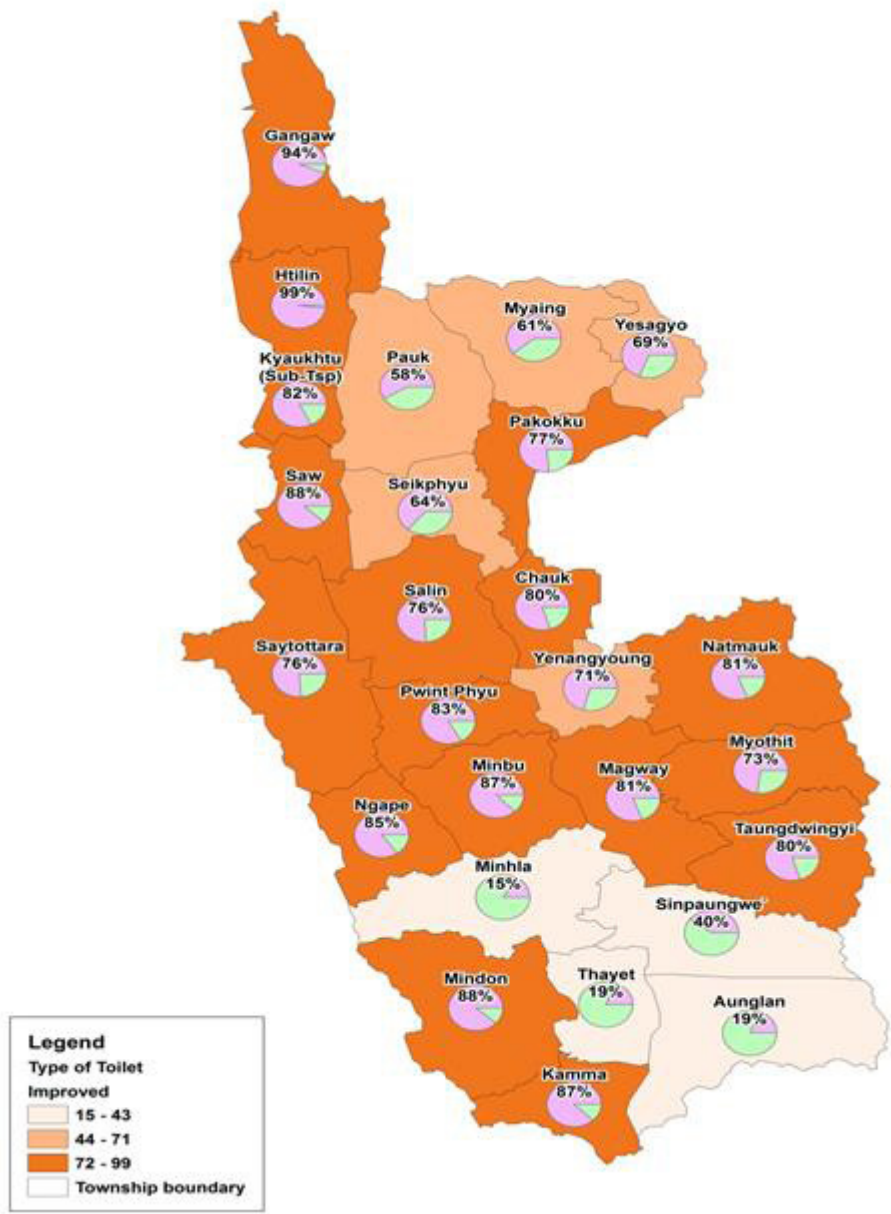 Gangaw
94%
Htilin
99%
Myaing
61%
Yesagyo
69%
Kyaukhtu
(Sub-Tsp)
82%
Pauk
58%
Pakokku
77%
Saw
88%
Seikphyu
64%
Chauk
80%
Salin
76%
Saytottara
76%
Yenangyoung
71%
Natmauk
81%
Pwint Phyu
83%
Minbu
87%
Magway
81%
Myothit
73%
Ngape
85%
Taungdwingyi
80%
Minhla
15%
Sinpaungwe'
40%
Mindon
88%
Thayet
19%
Aunglan
19%
Kamma
87%
Legend
Type of Toilet
Improved
15 - 43
44 - 71
72 - 99
Township boundary